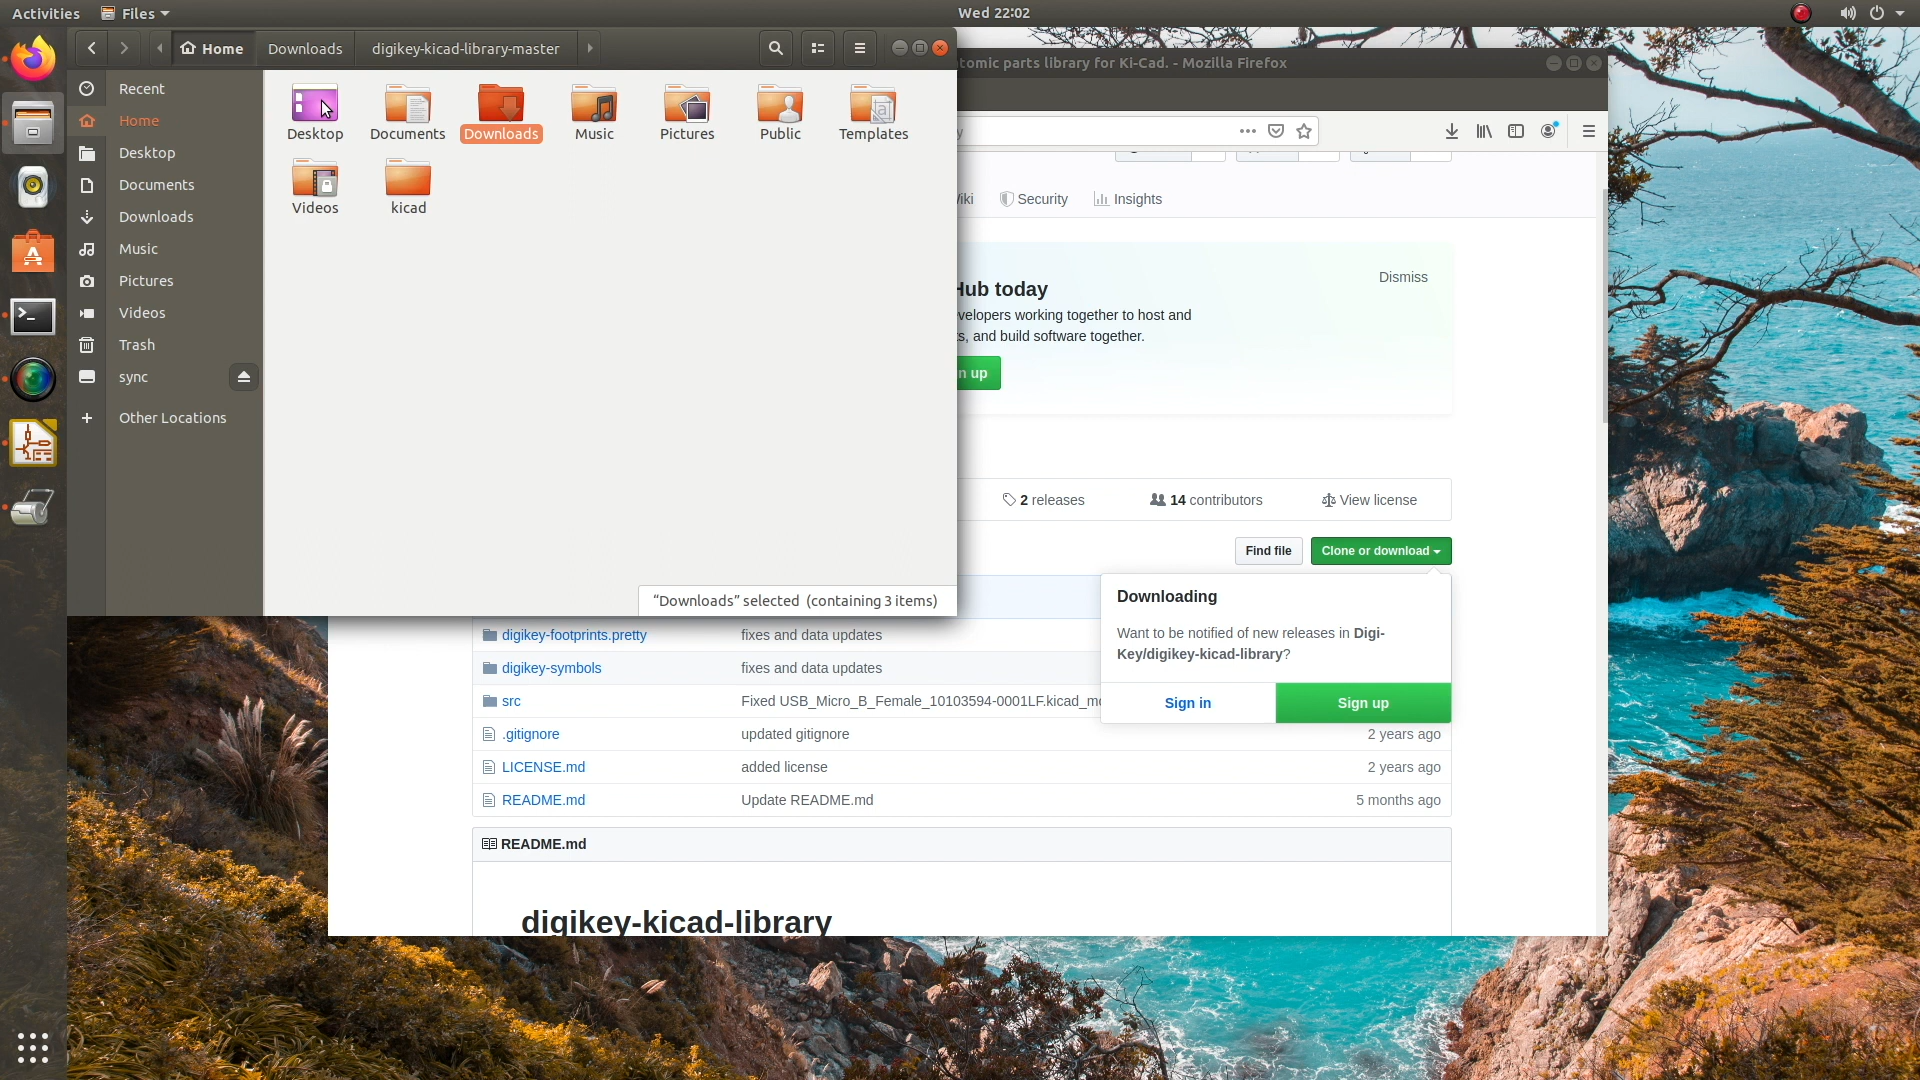 Activities
Files
Wed 22:02
Home
Downloads
digikey-kicad-library-master
tomic parts library for Ki-Cad. - Mozilla Firefox
Recent
Home
Desktop
Documents
Downloads
Music
Pictures
Videos
Trash
sync
Other Locations
Desktop
Documents
Downloads
Music
Pictures
Public
Templates
Videos
kicad
"Downloads" selected (containing 3 items)
Security
Insights
Hub today
Dismiss
velopers working together to host and
ts, and build software together.
n up
2 releases
14 contributors
View license
Find file
Clone or download
Downloading
Want to be notified of new releases in Digi-
Key/digikey-kicad-library?
Sign in
Sign up
digikey-footprints.pretty
fixes and data updates
digikey-symbols
fixes and data updates
src
Fixed USB_Micro_B_Female_10103594-0001LF.kicad_mo
.gitignore
updated gitignore
2 years ago
LICENSE.md
added license
2 years ago
README.md
Update README.md
5 months ago
README.md
digikey-kicad-library